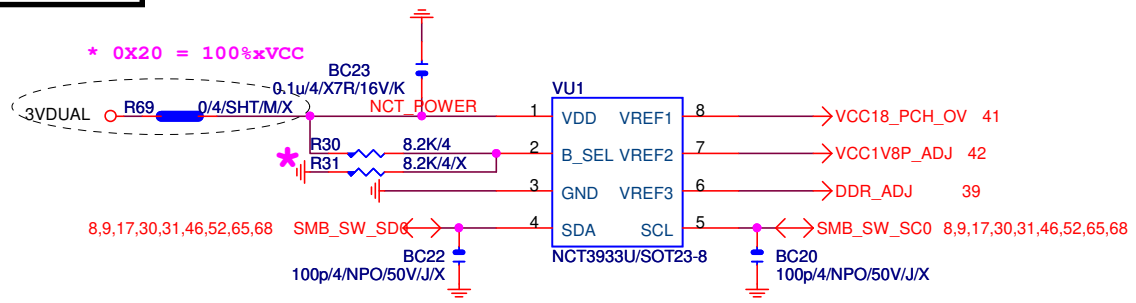 * 0X20 = 100%xVCC
BC23
0.1u/4/X7R/16V/K
3VDUAL
R69
0/4/SHT/M/X
NCT_POWER
VU1
1 VDD VREF1 8
VCC18_PCH_OV 41
R30 8.2K/4
*
R31 8.2K/4/X
2 B_SEL VREF2 7
VCC1V8P_ADJ 42
3 GND VREF3 6
DDR_ADJ 39
8,9,17,30,31,46,52,65,68 SMB_SW_SD0
4 SDA SCL 5
SMB_SW_SC0 8,9,17,30,31,46,52,65,68
BC22
100p/4/NPO/50V/J/X
NCT3933U/SOT23-8
BC20
100p/4/NPO/50V/J/X